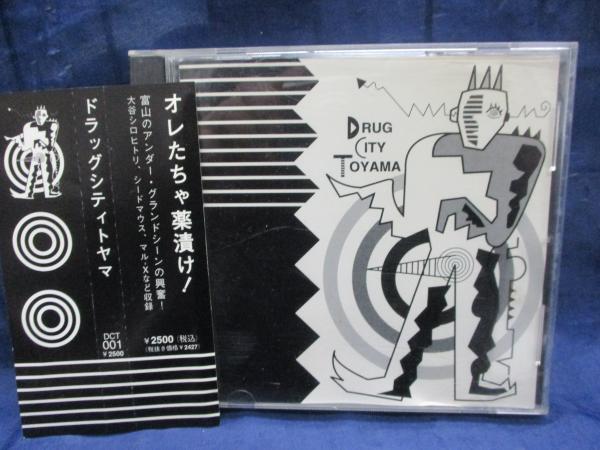 オレたちゃ薬漬け!
富山のアンダー・グランドシーンの興奮!
大谷シロヒトリ、シードマウス、マル・Xなど収録
¥2500(税込)
(税抜き価格¥2427)
ドラッグシティトヤマ
DCT
001
¥2500
DRUG
CITY
TOYAMA